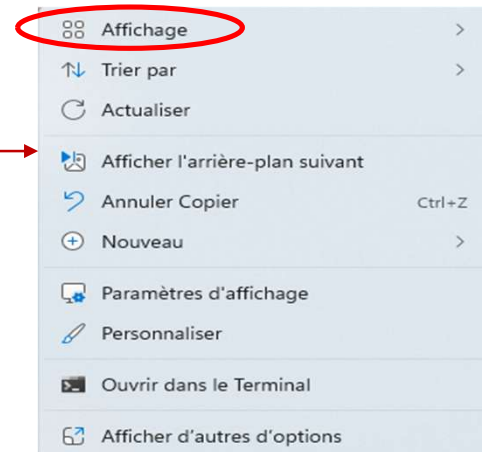 Affichage
Trier par
Actualiser
Afficher l'arrière-plan suivant
Annuler Copier Ctrl+Z
Nouveau
Paramètres d'affichage
Personnaliser
Ouvrir dans le Terminal
Afficher d'autres d'options